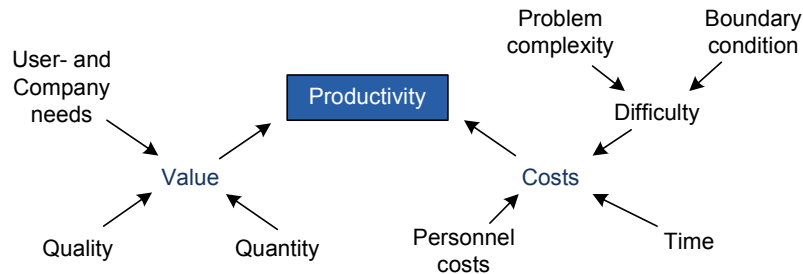 Problem
complexity
Boundary
condition
User- and
Company
needs
Productivity
Difficulty
Value
Costs
Quality
Quantity
Personnel
costs
Time